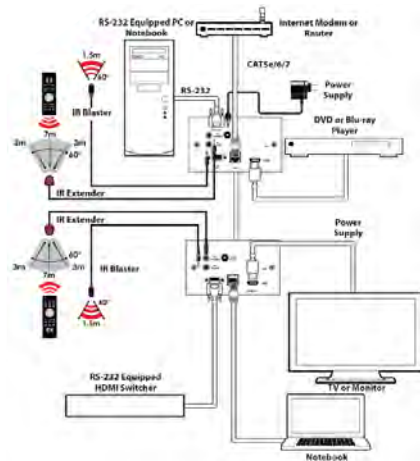 RS-232 Equipped PC or
Notebook
Internet Modem or
Router
1.5m
60°
CAT5e/6/7
RS-232
Power
Supply
IR Blaster
7m
3m
3m
60°
DVD or Blu-ray
Player
IR Extender
IR Extender
60°
3m
3m
7m
IR Blaster
60°
1.5m
Power
Supply
RS-232 Equipped
HDMI Switcher
TV or Monitor
Notebook